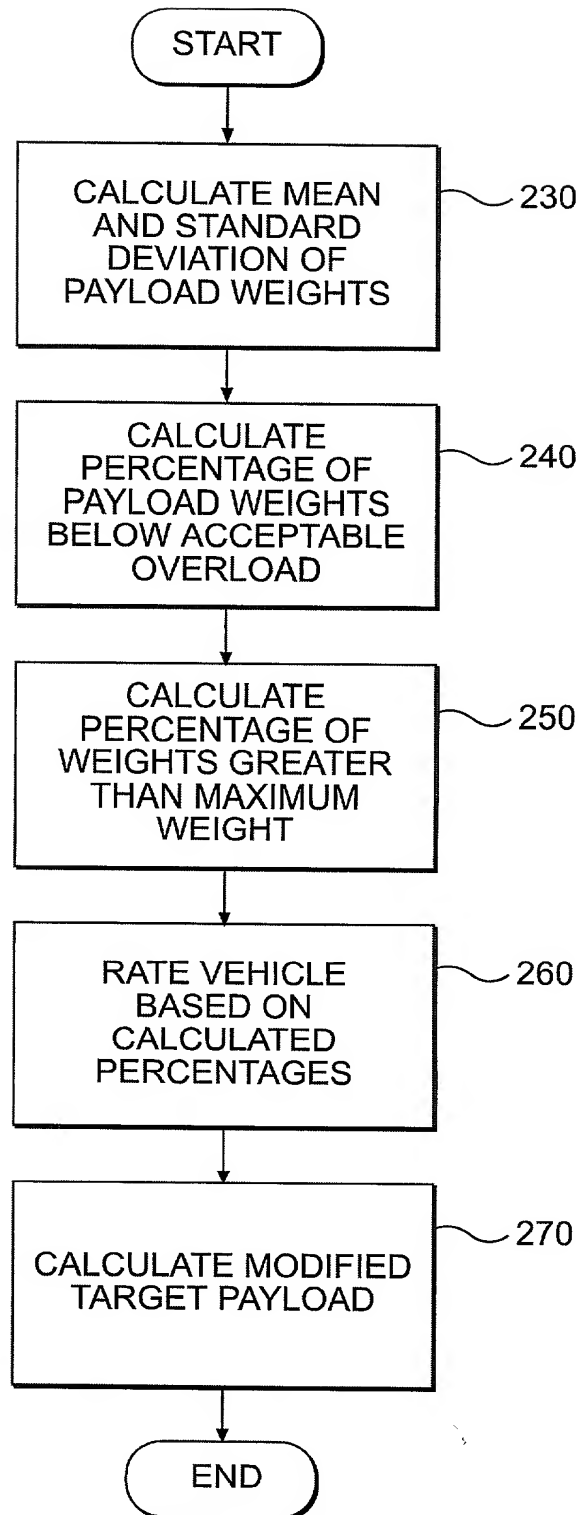 START
CALCULATE MEAN
AND STANDARD
DEVIATION OF
PAYLOAD WEIGHTS
230
CALCULATE
PERCENTAGE OF
PAYLOAD WEIGHTS
BELOW ACCEPTABLE
OVERLOAD
240
CALCULATE
PERCENTAGE OF
WEIGHTS GREATER
THAN MAXIMUM
WEIGHT
250
RATE VEHICLE
BASED ON
CALCULATED
PERCENTAGES
260
CALCULATE MODIFIED
TARGET PAYLOAD
270
END